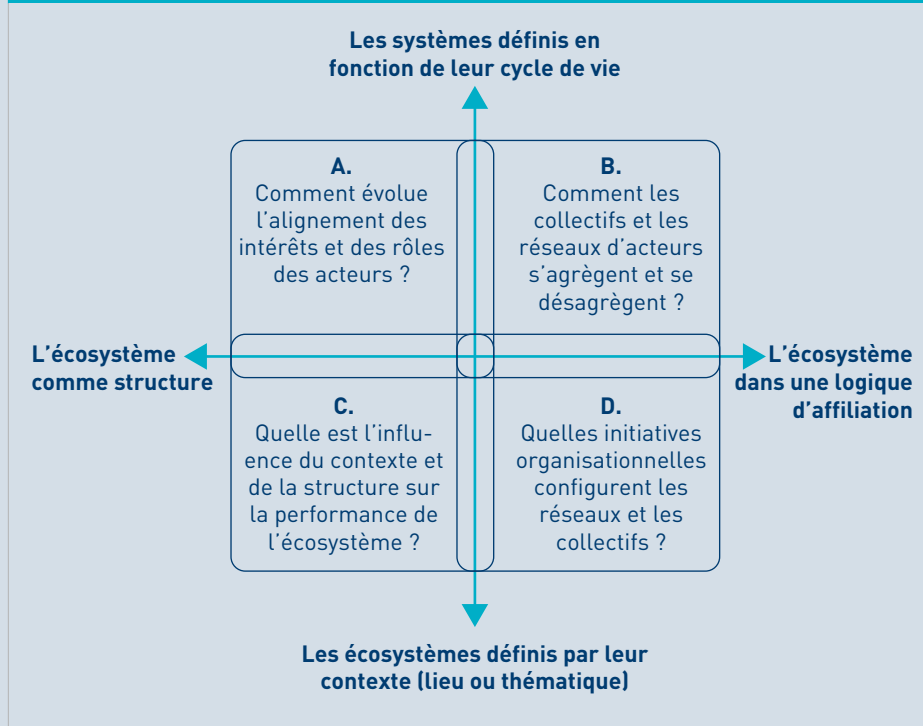 Les systèmes définis en
fonction de leur cycle de vie
A.
Comment évolue
l'alignement des
intérêts et des rôles
des acteurs ?
B.
Comment les
collectifs et les
réseaux d'acteurs
s'agrègent et se
désagrègent ?
L'écosystème
comme structure
L'écosystème
dans une logique
d'affiliation
C.
Quelle est l'influ-
ence du contexte et
de la structure sur
la performance de
l'écosystème ?
D.
Quelles initiatives
organisationnelles
configurent les
réseaux et les
collectifs ?
Les écosystèmes définis par leur
contexte (lieu ou thématique)